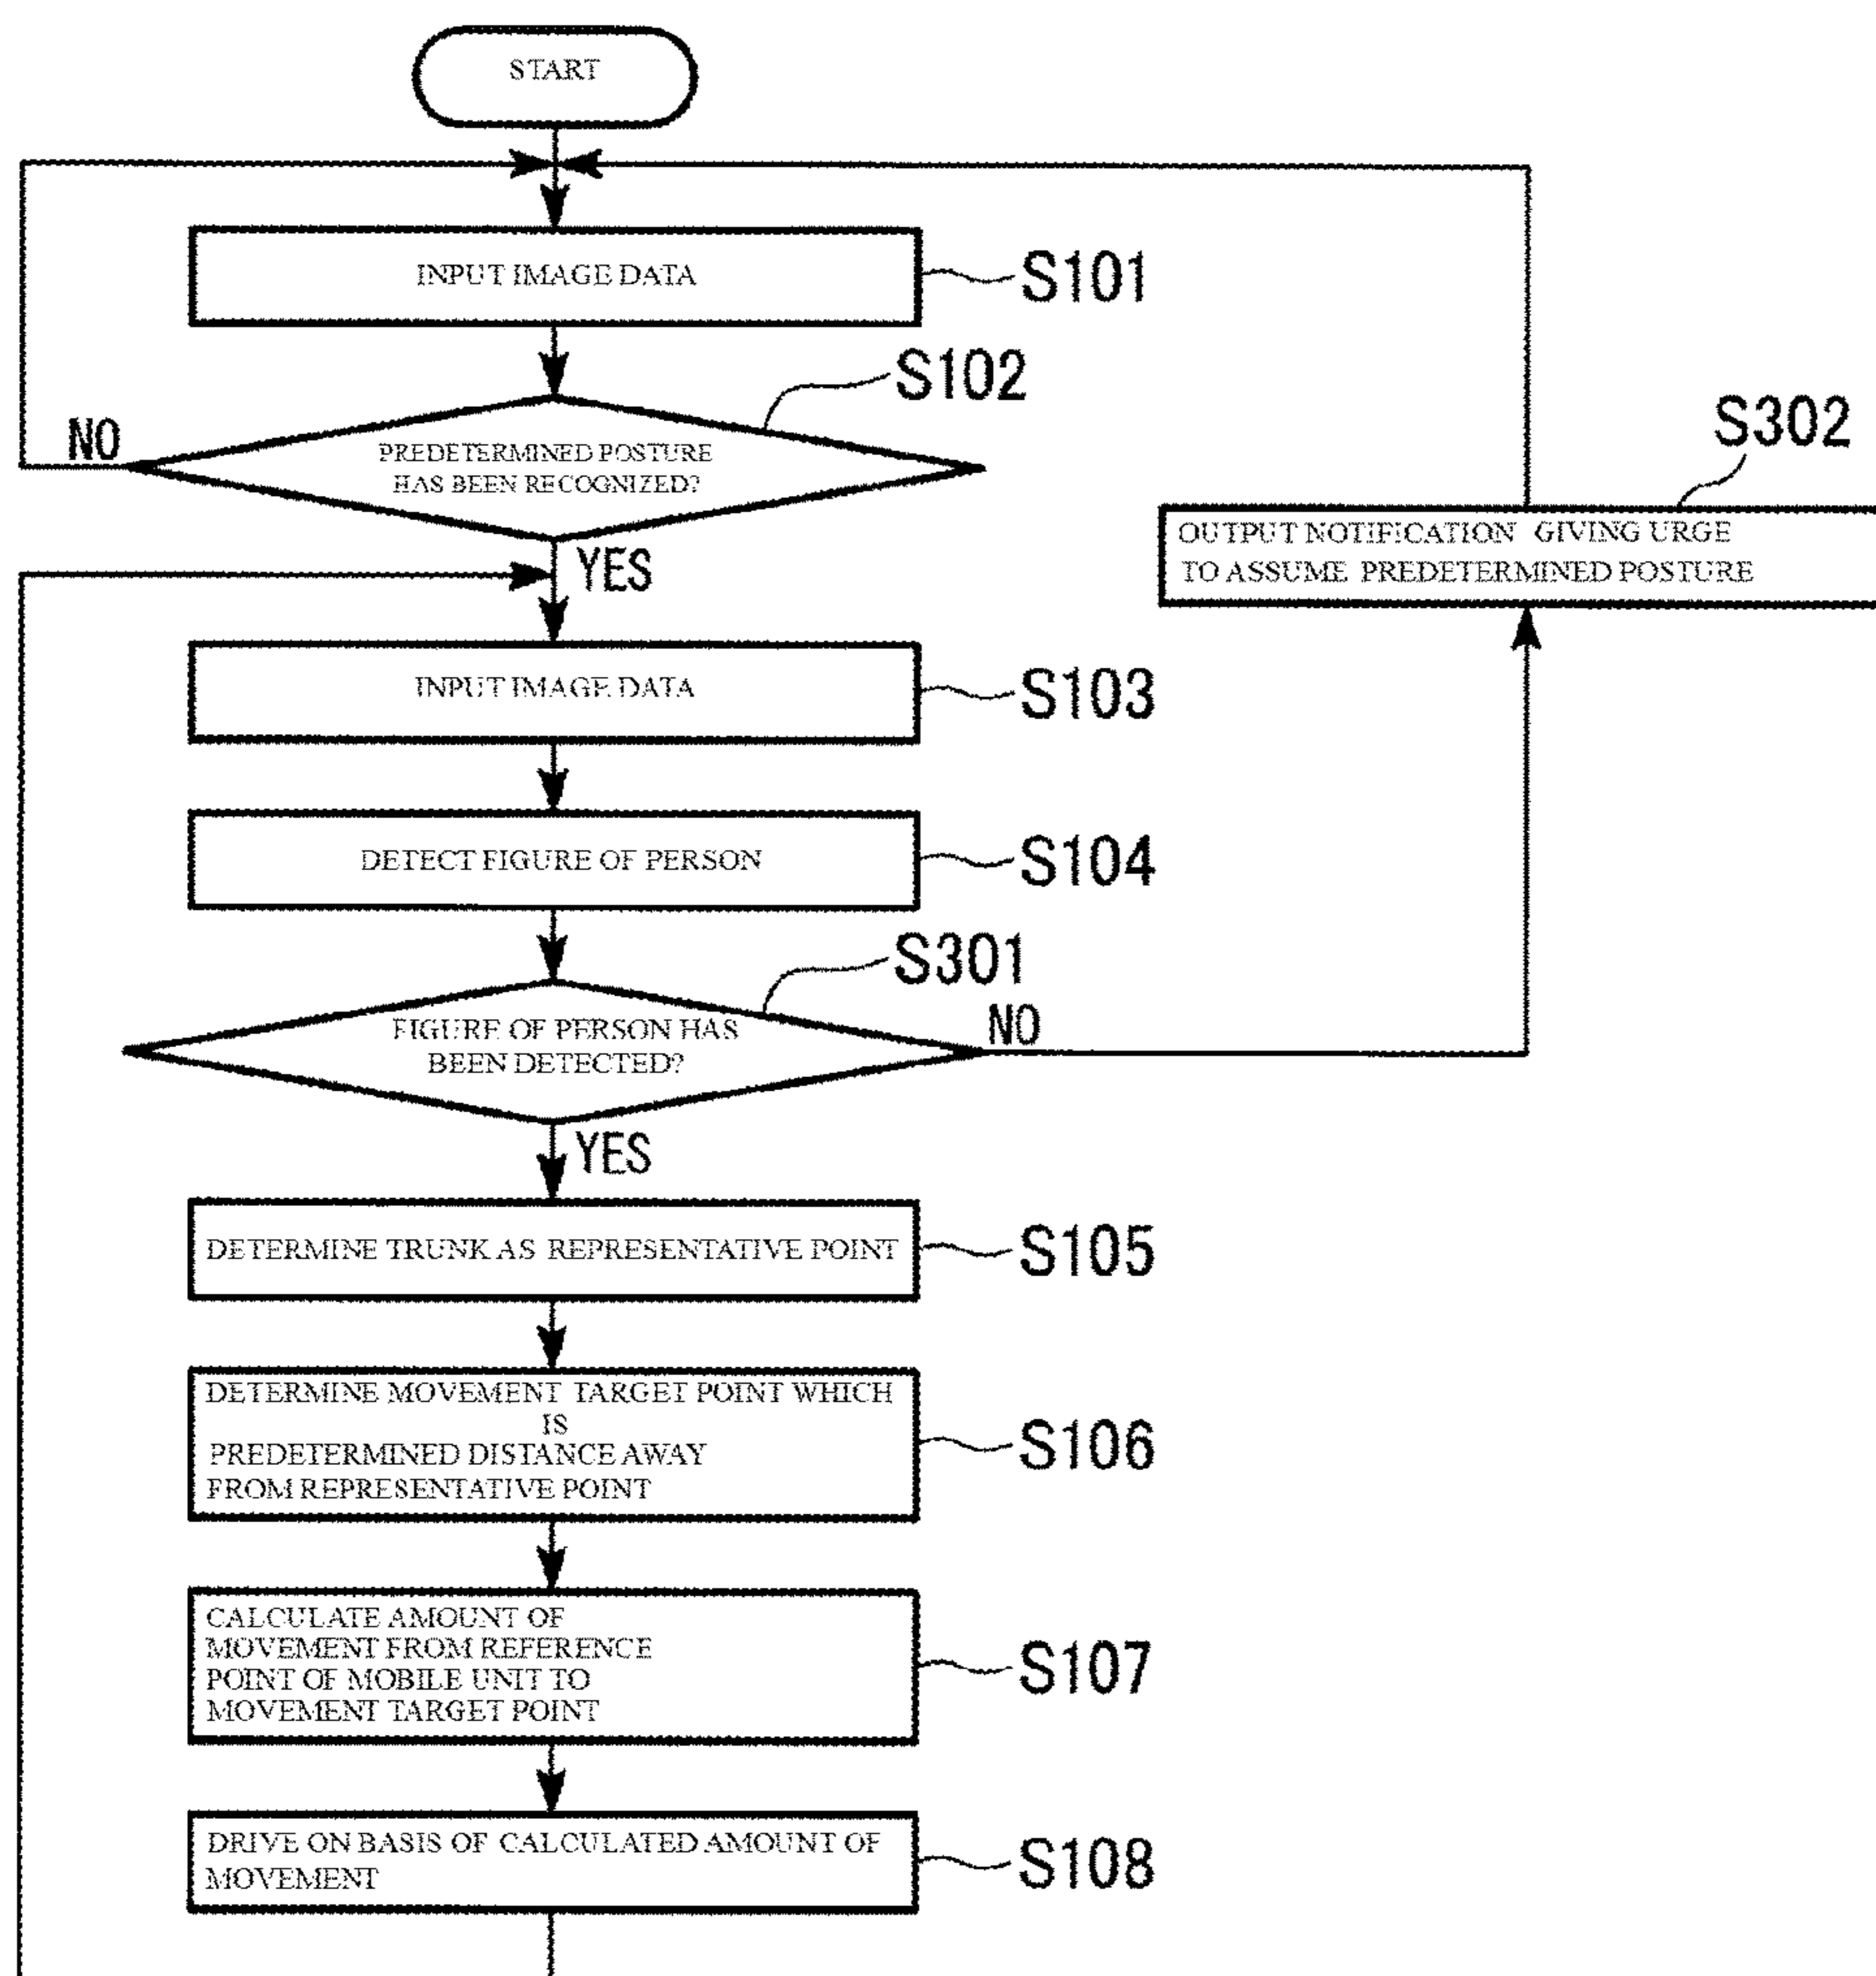 START
INPUT IMAGE DATA
S101
S102
NO
PREDETERMINED POSTURE
HAS BEEN RECOGNIZED?
S302
OUTPUT NOTIFICATION GIVING URGE
TO ASSUME PREDETERMINED POSTURE
YES
INPUT IMAGE DATA
S103
DETECT FIGURE OF PERSON
S104
S301
FIGURE OF PERSON HAS
BEEN DETECTED?
NO
YES
DETERMINE TRUNK AS REPRESENTATIVE POINT
S105
DETERMINE MOVEMENT TARGET POINT WHICH
IS
PREDETERMINED DISTANCE AWAY
FROM REPRESENTATIVE POINT
S106
CALCULATE AMOUNT OF
MOVEMENT FROM REFERENCE
POINT OF MOBILE UNIT TO
MOVEMENT TARGET POINT
S107
DRIVE ON BASIS OF CALCULATED AMOUNT OF
MOVEMENT
S108